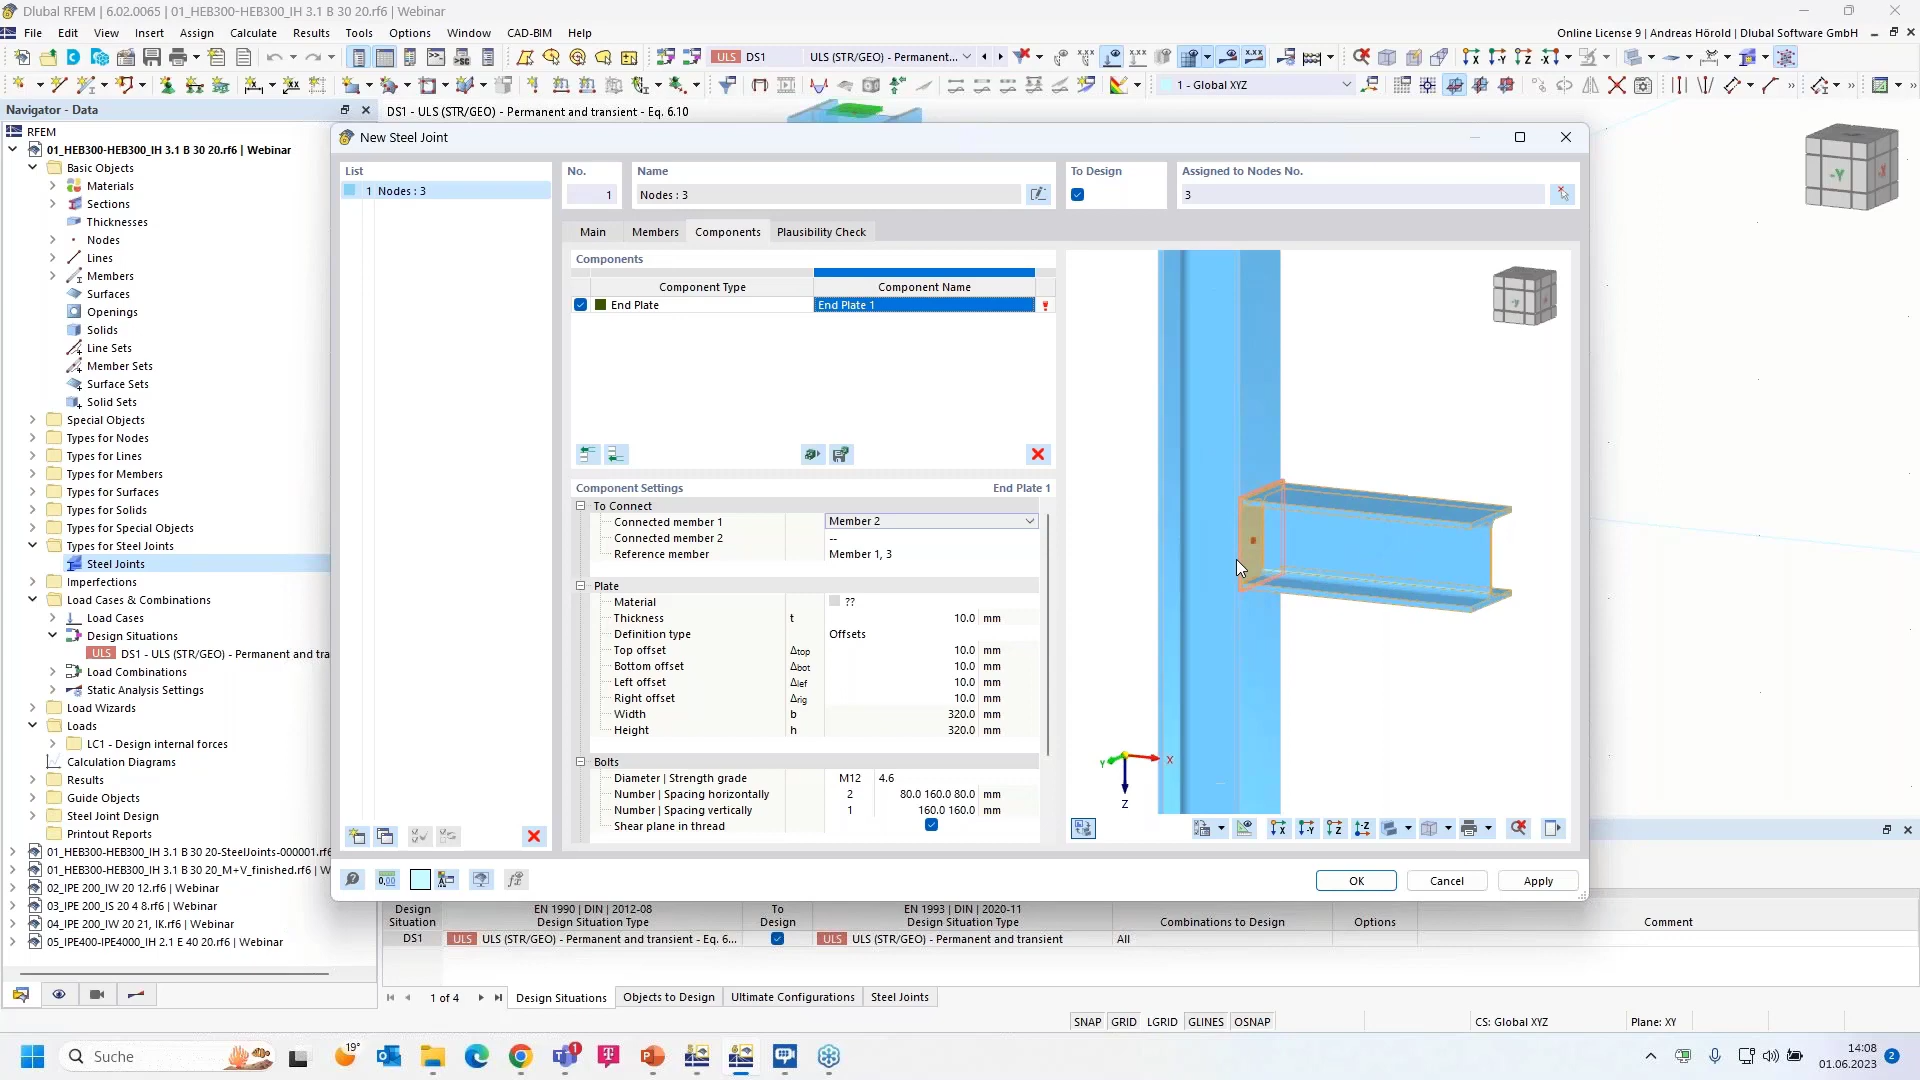 Dlubal RFEM | 6.02.0065 | 01_HEB300-HEB300_IH 3.1 B 30 20.rf6 | Webinar
File Edit View Insert Assign Calculate Results Tools Options Window CAD-BIM Help
Online License 9 | Andreas Hörold | Dlubal Software GmbH
ULS DS1 ULS (STR/GEO) - Permanent...
1 - Global XYZ
Navigator - Data
DS1 - ULS (STR/GEO) - Permanent and transient - Eq. 6.10
RFEM
01_HEB300-HEB300_IH 3.1 B 30 20.rf6 | Webinar
Basic Objects
Materials
Sections
Thicknesses
Nodes
Lines
Members
Surfaces
Openings
Solids
Line Sets
Member Sets
Surface Sets
Solid Sets
Special Objects
Types for Nodes
Types for Lines
Types for Members
Types for Surfaces
Types for Solids
Types for Special Objects
Types for Steel Joints
Steel Joints
Imperfections
Load Cases & Combinations
Load Cases
Design Situations
ULS DS1 - ULS (STR/GEO) - Permanent and tra
Load Combinations
Static Analysis Settings
Load Wizards
Loads
LC1 - Design internal forces
Calculation Diagrams
Results
Guide Objects
Steel Joint Design
Printout Reports
01_HEB300-HEB300_IH 3.1 B 30 20-SteelJoints-000001.rf6
01_HEB300-HEB300_IH 3.1 B 30 20_M+V_finished.rf6 | W
02_IPE 200_IW 20 12.rf6 | Webinar
03_IPE 200_IS 20 4 8.rf6 | Webinar
04_IPE 200_IW 20 21, IK.rf6 | Webinar
05_IPE400-IPE4000_IH 2.1 E 40 20.rf6 | Webinar
New Steel Joint
List
1 Nodes : 3
No.
1
Name
Nodes : 3
To Design
Assigned to Nodes No.
3
Main Members Components Plausibility Check
Components
Component Type Component Name
End Plate End Plate 1
Component Settings End Plate 1
To Connect
Connected member 1 Member 2
Connected member 2 --
Reference member Member 1, 3
Plate
Material ??
Thickness t 10.0 mm
Definition type Offsets
Top offset Δtop 10.0 mm
Bottom offset Δbot 10.0 mm
Left offset Δlef 10.0 mm
Right offset Δrig 10.0 mm
Width b 320.0 mm
Height h 320.0 mm
Bolts
Diameter | Strength grade M12 4.6
Number | Spacing horizontally 2 80.0 160.0 80.0 mm
Number | Spacing vertically 1 160.0 160.0 mm
Shear plane in thread
X
Y
Z
OK Cancel Apply
Design Situation
EN 1990 | DIN | 2012-08 Design Situation Type
To Design
EN 1993 | DIN | 2020-11 Design Situation Type
Combinations to Design
Options
Comment
DS1 ULS ULS (STR/GEO) - Permanent and transient - Eq. 6... ULS ULS (STR/GEO) - Permanent and transient All
1 of 4 Design Situations Objects to Design Ultimate Configurations Steel Joints
SNAP GRID LGRID GLINES OSNAP CS: Global XYZ Plane: XY
Suche
19°
1
14:08
01.06.2023
2